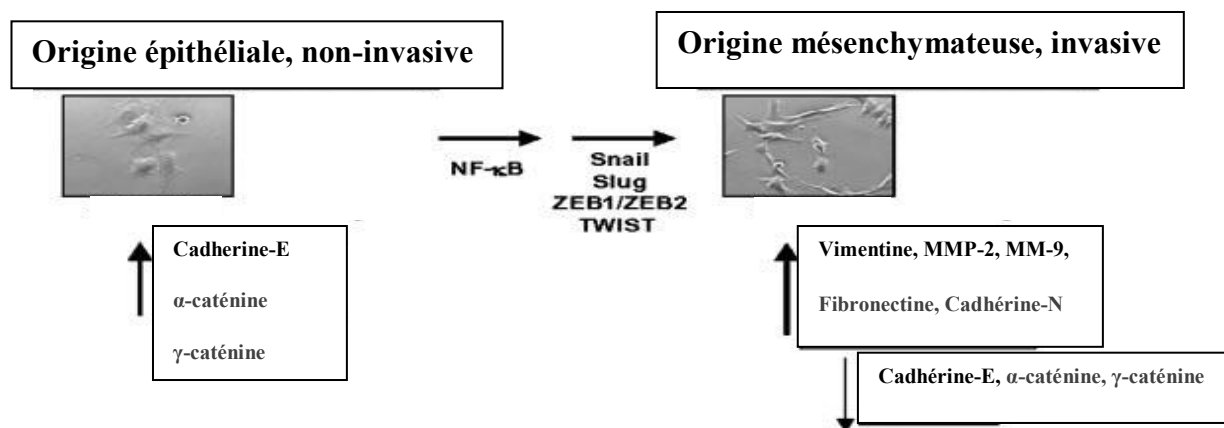 Origine épithéliale, non-invasive
Origine mésenchymateuse, invasive
NF-κB
Snail
Slug
ZEB1/ZEB2
TWIST
Cadherine-E
α-caténine
γ-caténine
Vimentine, MMP-2, MM-9,
Fibronectine, Cadhérine-N
Cadhérine-E, α-caténine, γ-caténine